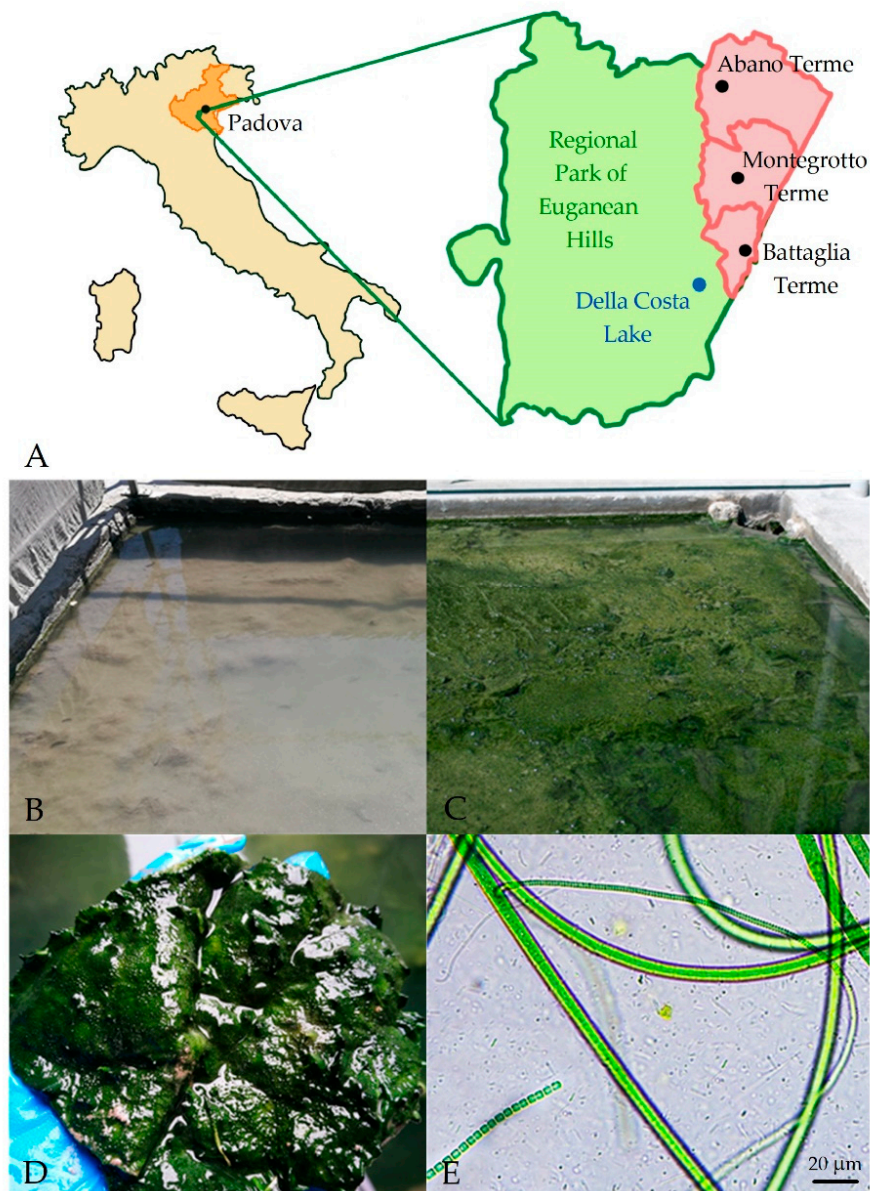 Padova
Abano Terme
Regional
Park of
Euganean
Hills
Montegrotto
Terme
Battaglia
Terme
Della Costa
Lake
A
B
C
D
E
20 μm